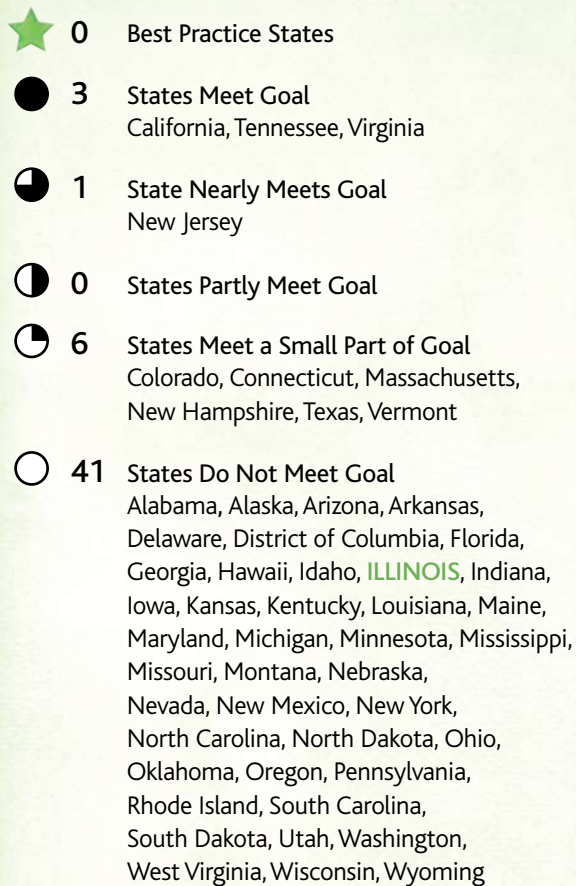 0 Best Practice States
3 States Meet Goal
California, Tennessee, Virginia
1 State Nearly Meets Goal
New Jersey
0 States Partly Meet Goal
6 States Meet a Small Part of Goal
Colorado, Connecticut, Massachusetts,
New Hampshire, Texas, Vermont
41 States Do Not Meet Goal
Alabama, Alaska, Arizona, Arkansas,
Delaware, District of Columbia, Florida,
Georgia, Hawaii, Idaho, ILLINOIS, Indiana,
Iowa, Kansas, Kentucky, Louisiana, Maine,
Maryland, Michigan, Minnesota, Mississippi,
Missouri, Montana, Nebraska,
Nevada, New Mexico, New York,
North Carolina, North Dakota, Ohio,
Oklahoma, Oregon, Pennsylvania,
Rhode Island, South Carolina,
South Dakota, Utah, Washington,
West Virginia, Wisconsin, Wyoming